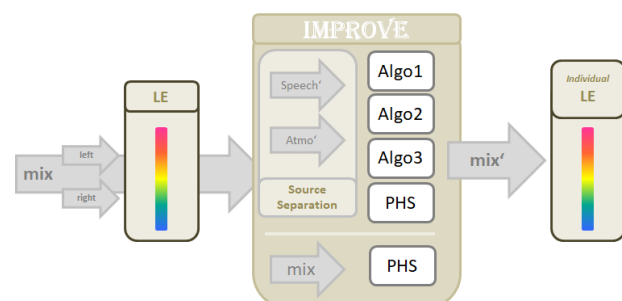 IMPROVE
LE
mix
left
right
Speech'
Atmo'
Source
Separation
Algo1
Algo2
Algo3
PHS
mix
PHS
mix'
Individual
LE